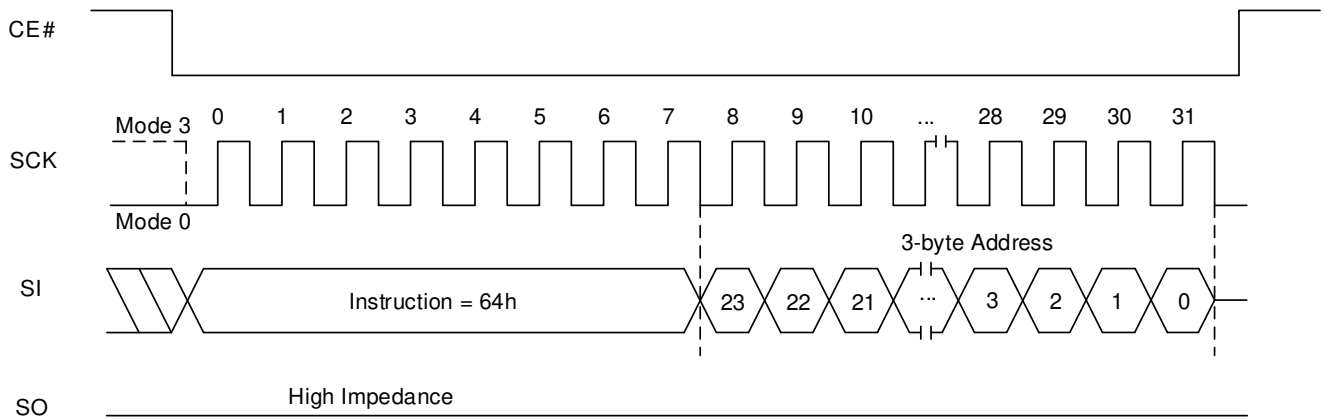 CE#
Mode 3
0 1 2 3 4 5 6 7 8 9 10 ... 28 29 30 31
SCK
Mode 0
3-byte Address
SI
Instruction = 64h
23 22 21 ... 3 2 1 0
High Impedance
SO